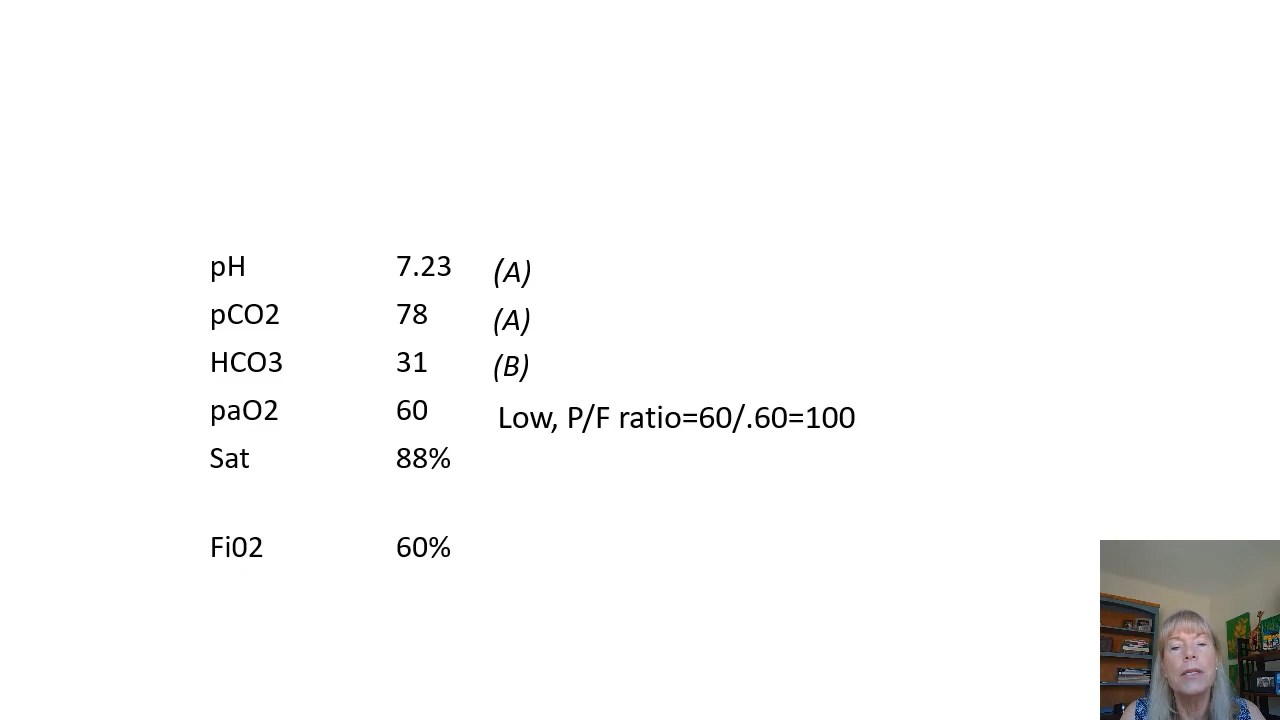 pH 7.23 (A)
pCO2 78 (A)
HCO3 31 (B)
paO2 60 Low, P/F ratio=60/.60=100
Sat 88%
Fi02 60%